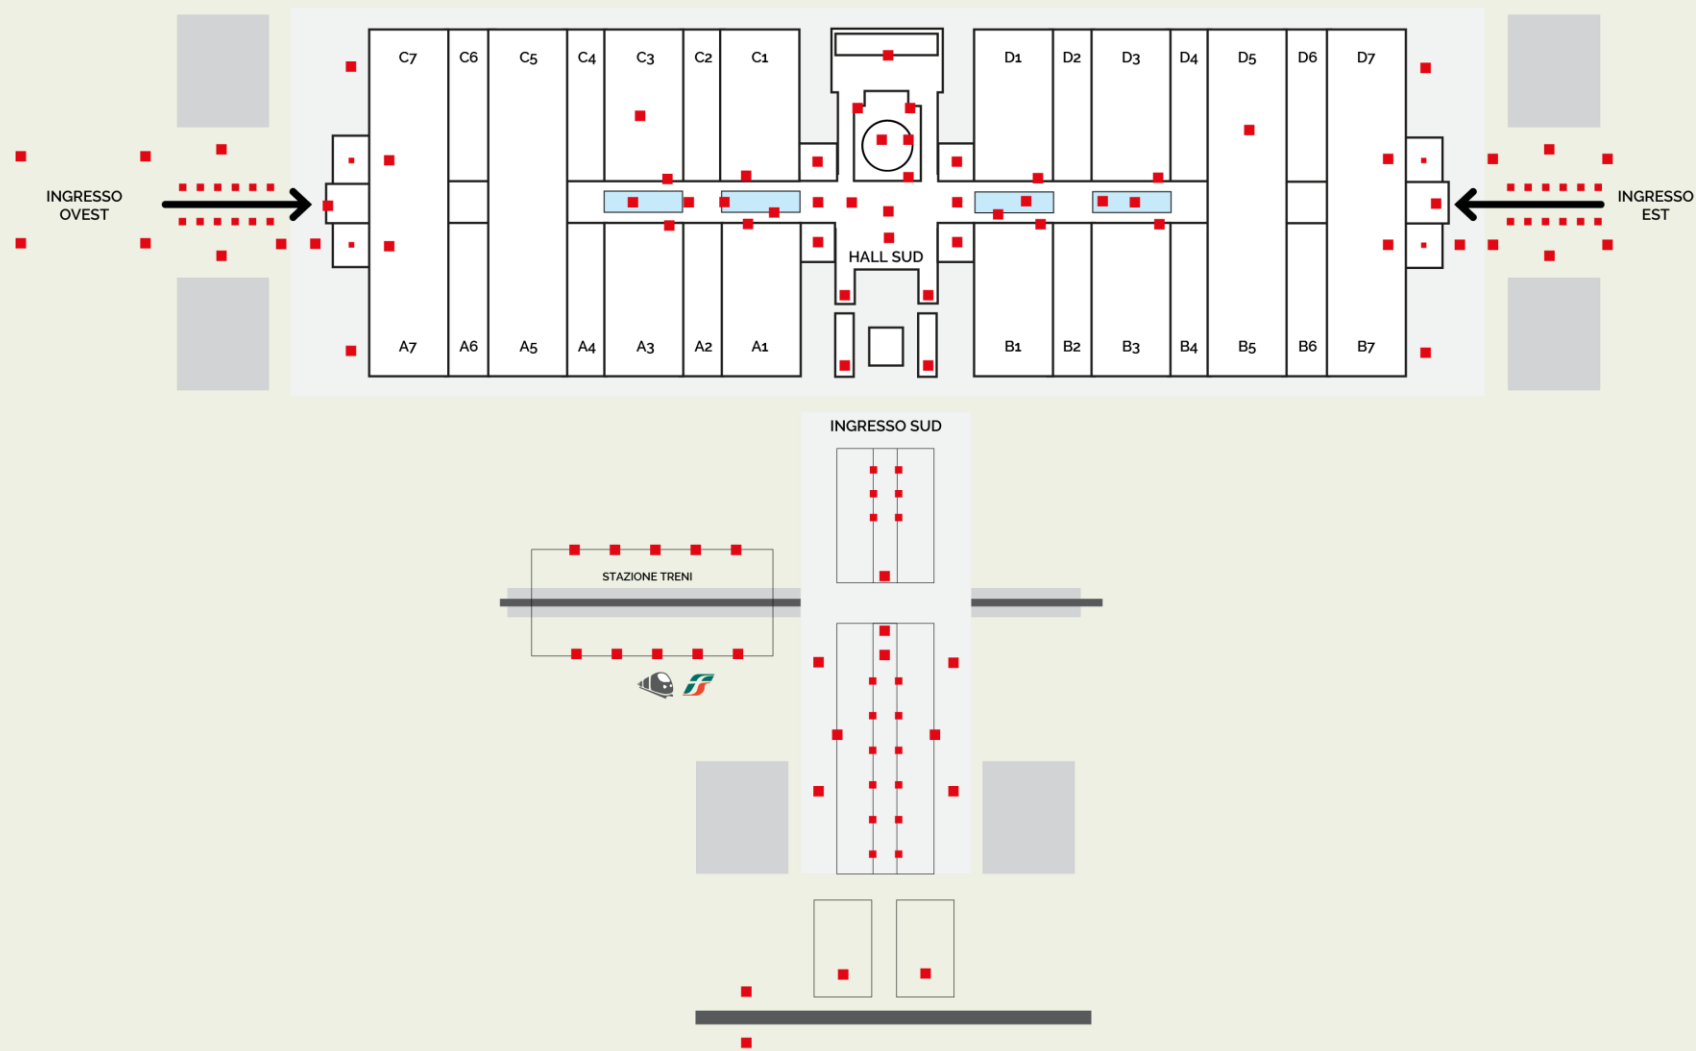 C7 C6 C5 C4 C3 C2 C1 D1 D2 D3 D4 D5 D6 D7
INGRESSO
OVEST
INGRESSO
EST
HALL SUD
A7 A6 A5 A4 A3 A2 A1 B1 B2 B3 B4 B5 B6 B7
INGRESSO SUD
STAZIONE TRENI